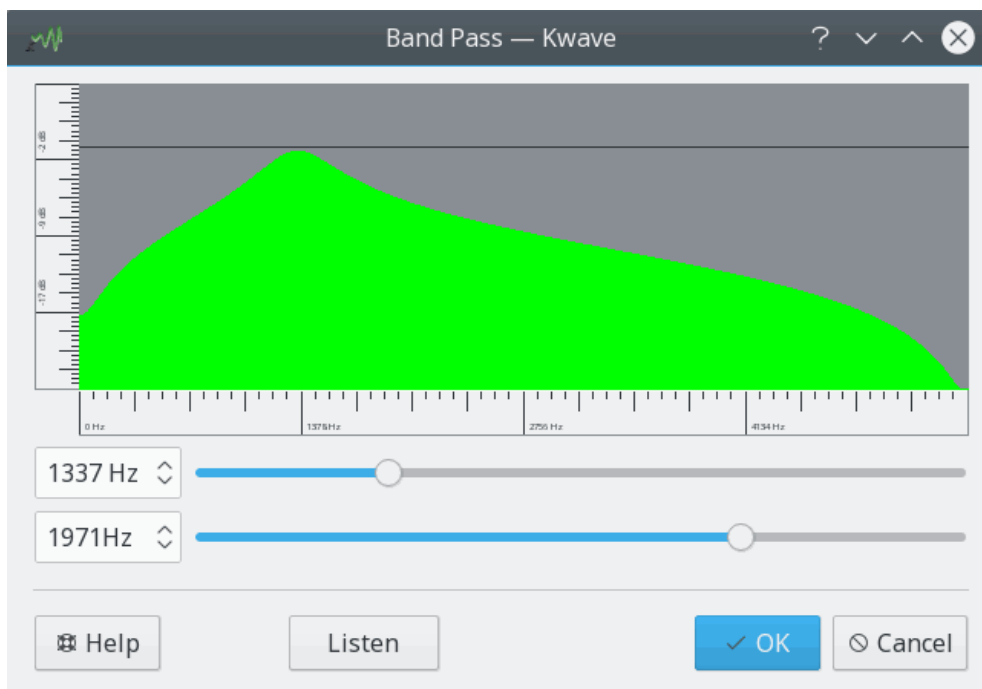 Band Pass — Kwave
-2 dB
-9 dB
-17 dB
0 Hz
1378Hz
2756 Hz
4134 Hz
1337 Hz
1971Hz
Help
Listen
OK
Cancel